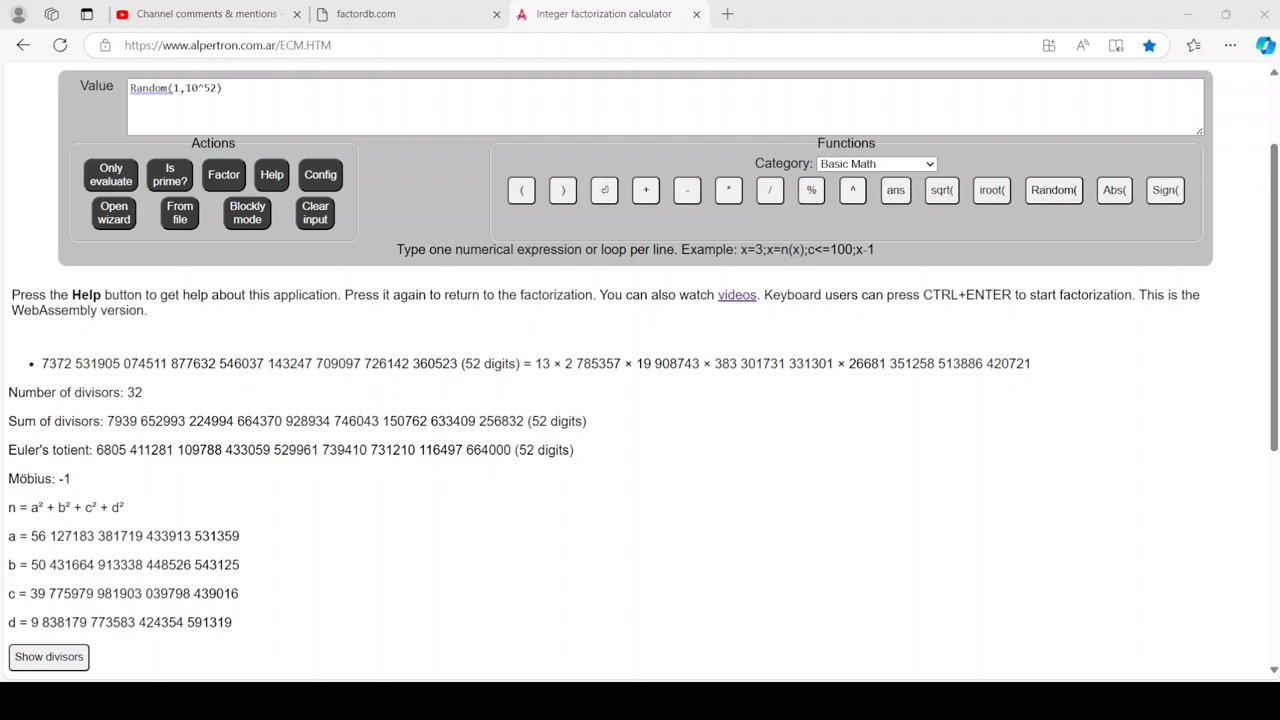 Channel comments & mentions -
factordb.com
Integer factorization calculator
https://www.alpertron.com.ar/ECM.HTM
Value
Random(1,10^52)
Actions
Functions
Category: Basic Math
Only evaluate
Is prime?
Factor
Help
Config
( ) ⏎ + - * / % ^ ans sqrt( iroot( Random( Abs( Sign(
Open wizard
From file
Blockly mode
Clear input
Type one numerical expression or loop per line. Example: x=3;x=n(x);c<=100;x-1
Press the Help button to get help about this application. Press it again to return to the factorization. You can also watch videos. Keyboard users can press CTRL+ENTER to start factorization. This is the
WebAssembly version.
• 7372 531905 074511 877632 546037 143247 709097 726142 360523 (52 digits) = 13 × 2 785357 × 19 908743 × 383 301731 331301 × 26681 351258 513886 420721
Number of divisors: 32
Sum of divisors: 7939 652993 224994 664370 928934 746043 150762 633409 256832 (52 digits)
Euler's totient: 6805 411281 109788 433059 529961 739410 731210 116497 664000 (52 digits)
Möbius: -1
n = a² + b² + c² + d²
a = 56 127183 381719 433913 531359
b = 50 431664 913338 448526 543125
c = 39 775979 981903 039798 439016
d = 9 838179 773583 424354 591319
Show divisors